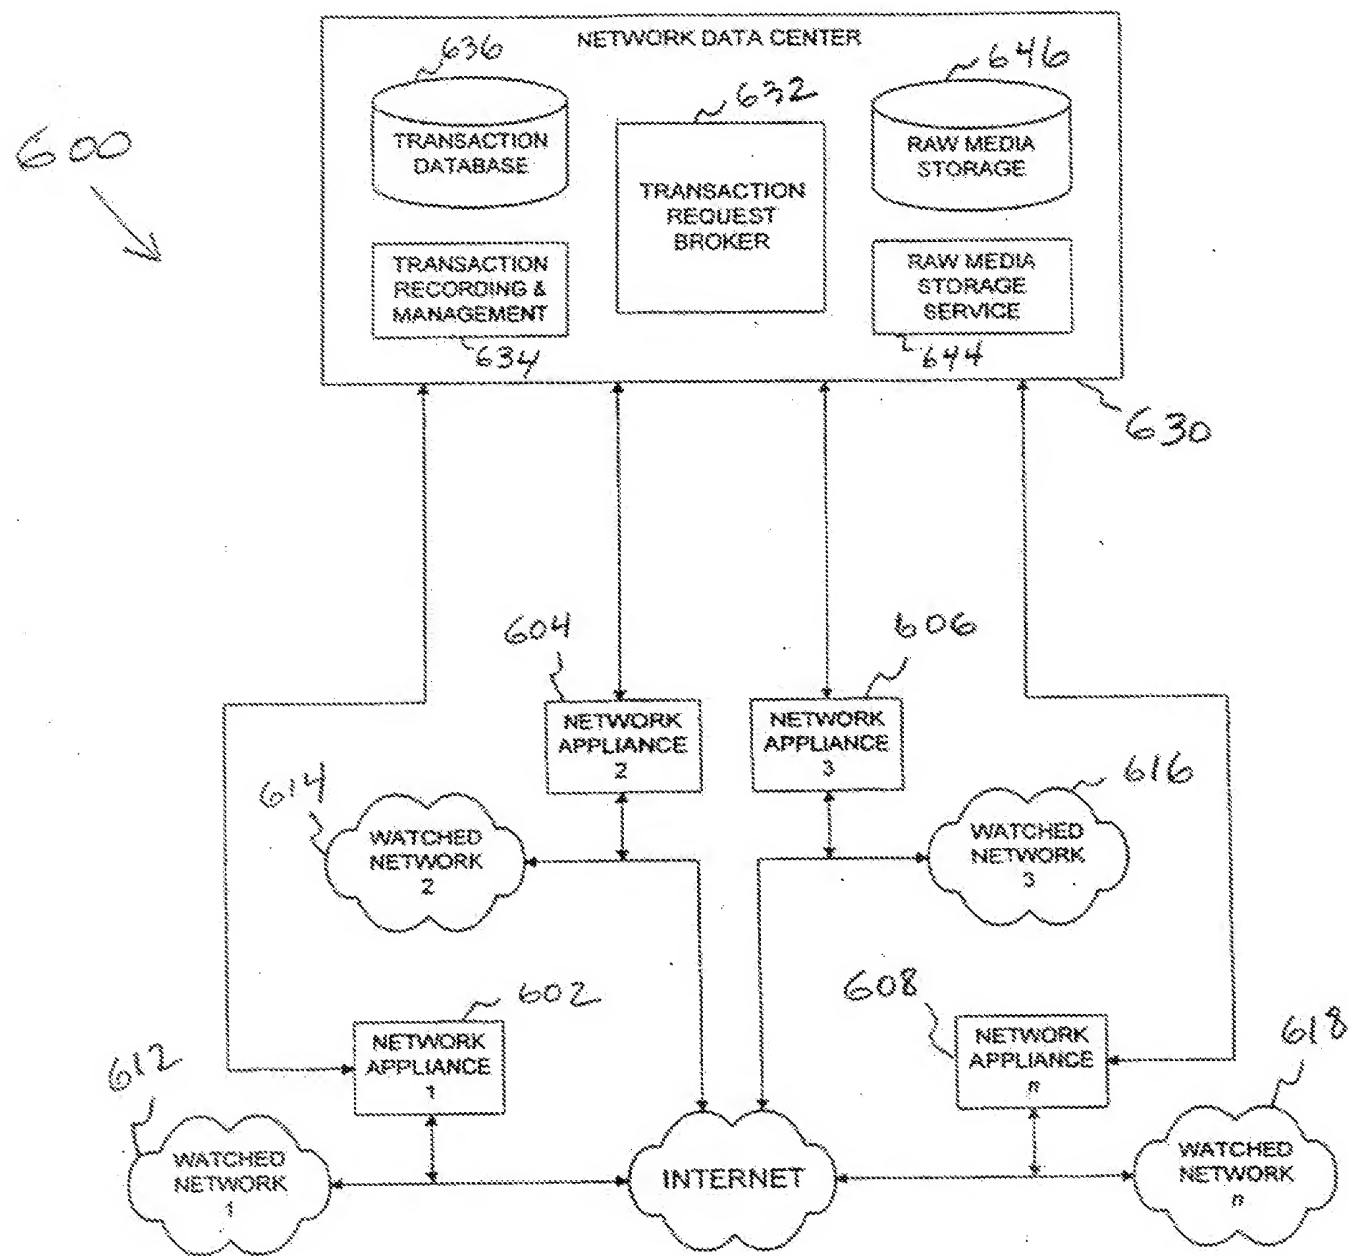 NETWORK DATA CENTER
636
632
646
600
TRANSACTION
DATABASE
TRANSACTION
REQUEST
BROKER
RAW MEDIA
STORAGE
TRANSACTION
RECORDING &
MANAGEMENT
634
RAW MEDIA
STORAGE
SERVICE
644
630
604
606
NETWORK
APPLIANCE
2
NETWORK
APPLIANCE
3
614
616
WATCHED
NETWORK
2
WATCHED
NETWORK
3
602
608
612
618
NETWORK
APPLIANCE
1
NETWORK
APPLIANCE
n
WATCHED
NETWORK
1
INTERNET
WATCHED
NETWORK
n